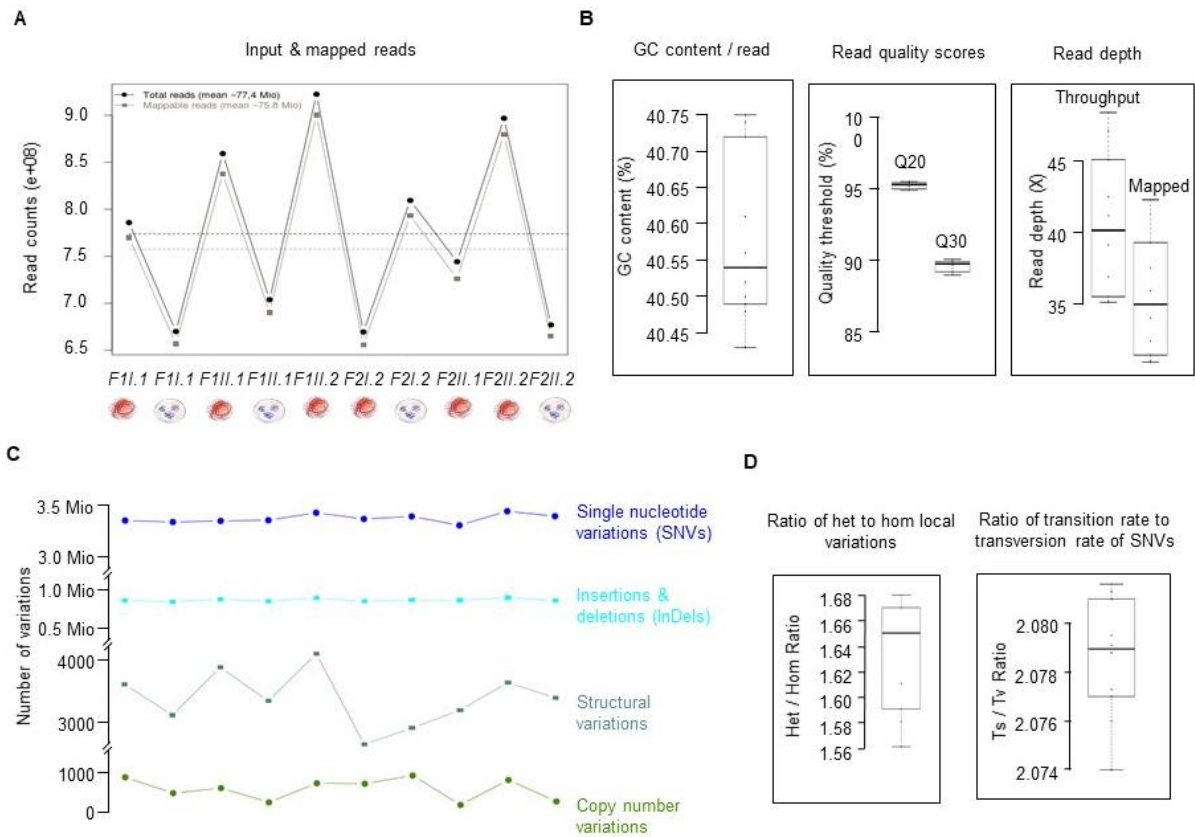 A
Input & mapped reads
Total reads (mean ~77,4 Mio)
Mappable reads (mean ~75.8 Mio)
Read counts (e+08)
9.0
8.5
8.0
7.5
7.0
6.5
F1I.1 F1I.1 F1II.1 F1II.1 F1II.2 F2I.2 F2I.2 F2II.1 F2II.2 F2II.2
B
GC content / read
GC content (%)
40.75
40.70
40.65
40.60
40.55
40.50
40.45
Read quality scores
Quality threshold (%)
10
0
95
90
85
Q20
Q30
Read depth
Throughput
Mapped
Read depth (X)
45
40
35
C
Number of variations
3.5 Mio
3.0 Mio
1.0 Mio
0.5 Mio
4000
3000
1000
0
Single nucleotide
variations (SNVs)
Insertions &
deletions (InDels)
Structural
variations
Copy number
variations
D
Ratio of het to hom local
variations
Het / Hom Ratio
1.68
1.66
1.64
1.62
1.60
1.58
1.56
Ratio of transition rate to
transversion rate of SNVs
Ts / Tv Ratio
2.080
2.078
2.076
2.074